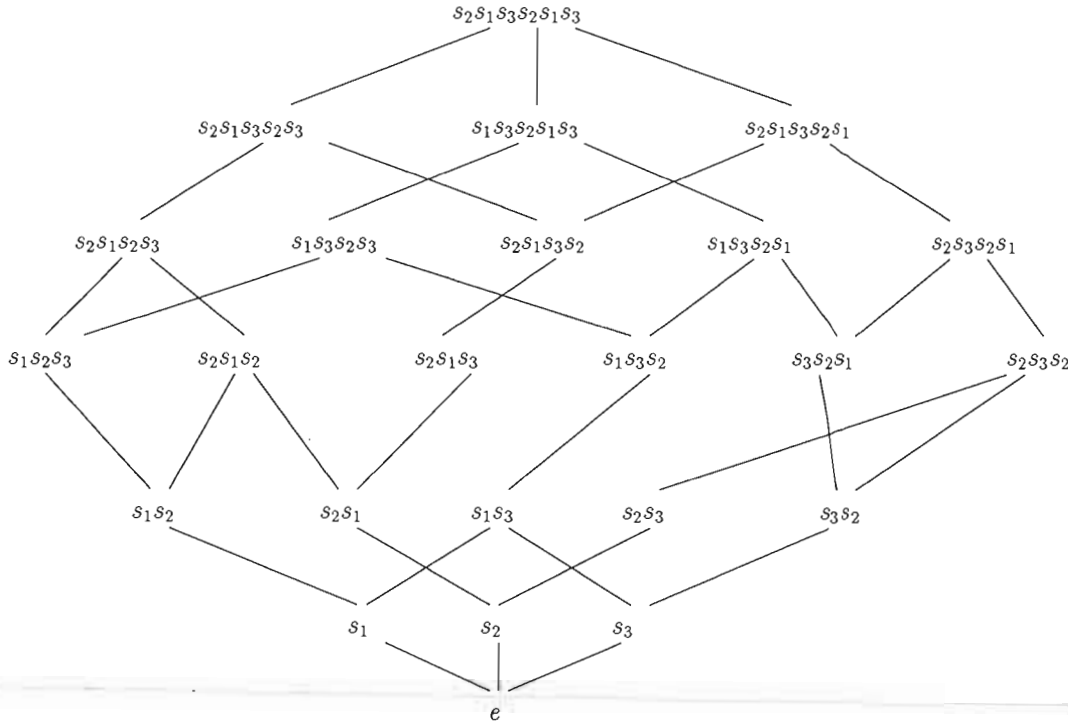 s₂s₁s₃s₂s₁s₃
s₂s₁s₃s₂s₃ s₁s₃s₂s₁s₃ s₂s₁s₃s₂s₁
s₂s₁s₂s₃ s₁s₃s₂s₃ s₂s₁s₃s₂ s₁s₃s₂s₁ s₂s₃s₂s₁
s₁s₂s₃ s₂s₁s₂ s₂s₁s₃ s₁s₃s₂ s₃s₂s₁ s₂s₃s₂
s₁s₂ s₂s₁ s₁s₃ s₂s₃ s₃s₂
s₁ s₂ s₃
e